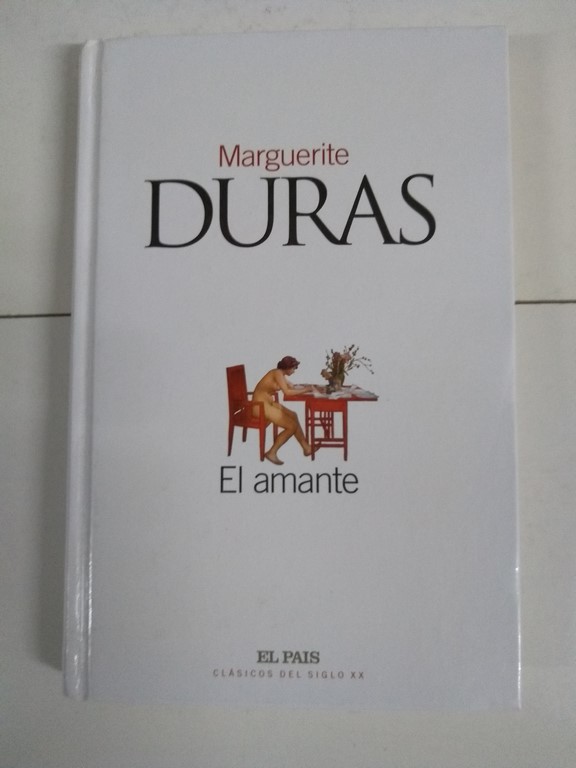 Marguerite
DURAS
El amante
EL PAIS
CLÁSICOS DEL SIGLO XX